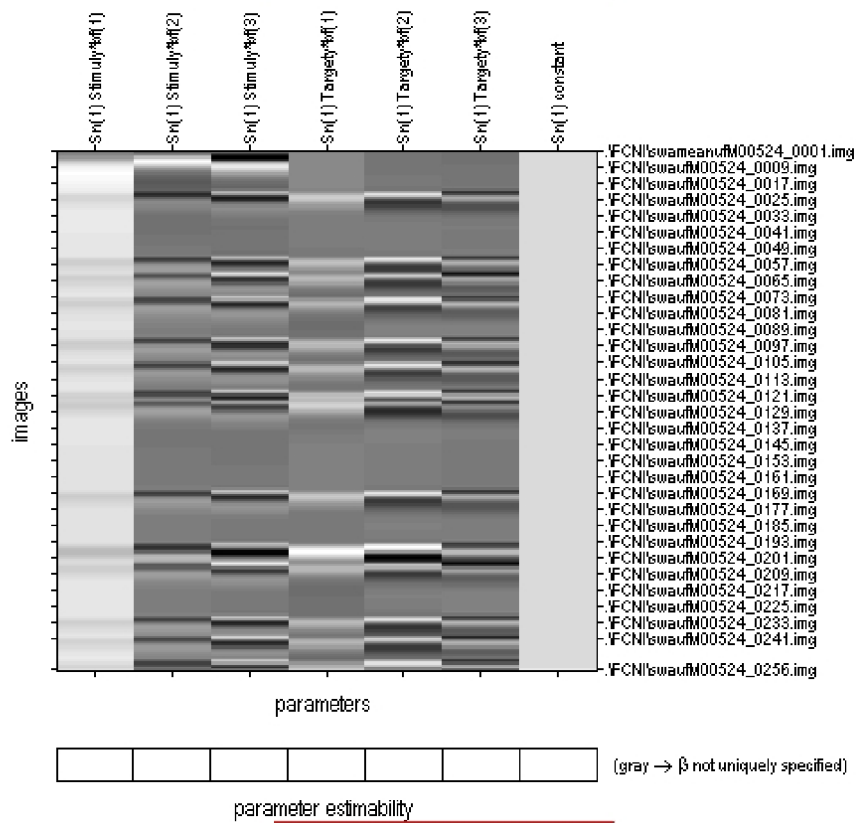 Sn(1) Stimuly*bf(1)
Sn(1) Stimuly*bf(2)
Sn(1) Stimuly*bf(3)
Sn(1) Targety*bf(1)
Sn(1) Targety*bf(2)
Sn(1) Targety*bf(3)
Sn(1) constant
.\FCNI\swameanufM00524_0001.img
.\FCNI\swaufM00524_0009.img
.\FCNI\swaufM00524_0017.img
.\FCNI\swaufM00524_0025.img
.\FCNI\swaufM00524_0033.img
.\FCNI\swaufM00524_0041.img
.\FCNI\swaufM00524_0049.img
.\FCNI\swaufM00524_0057.img
.\FCNI\swaufM00524_0065.img
.\FCNI\swaufM00524_0073.img
.\FCNI\swaufM00524_0081.img
.\FCNI\swaufM00524_0089.img
.\FCNI\swaufM00524_0097.img
.\FCNI\swaufM00524_0105.img
.\FCNI\swaufM00524_0113.img
.\FCNI\swaufM00524_0121.img
.\FCNI\swaufM00524_0129.img
.\FCNI\swaufM00524_0137.img
.\FCNI\swaufM00524_0145.img
.\FCNI\swaufM00524_0153.img
.\FCNI\swaufM00524_0161.img
.\FCNI\swaufM00524_0169.img
.\FCNI\swaufM00524_0177.img
.\FCNI\swaufM00524_0185.img
.\FCNI\swaufM00524_0193.img
.\FCNI\swaufM00524_0201.img
.\FCNI\swaufM00524_0209.img
.\FCNI\swaufM00524_0217.img
.\FCNI\swaufM00524_0225.img
.\FCNI\swaufM00524_0233.img
.\FCNI\swaufM00524_0241.img
.\FCNI\swaufM00524_0256.img
images
parameters
(gray → β not uniquely specified)
parameter estimability